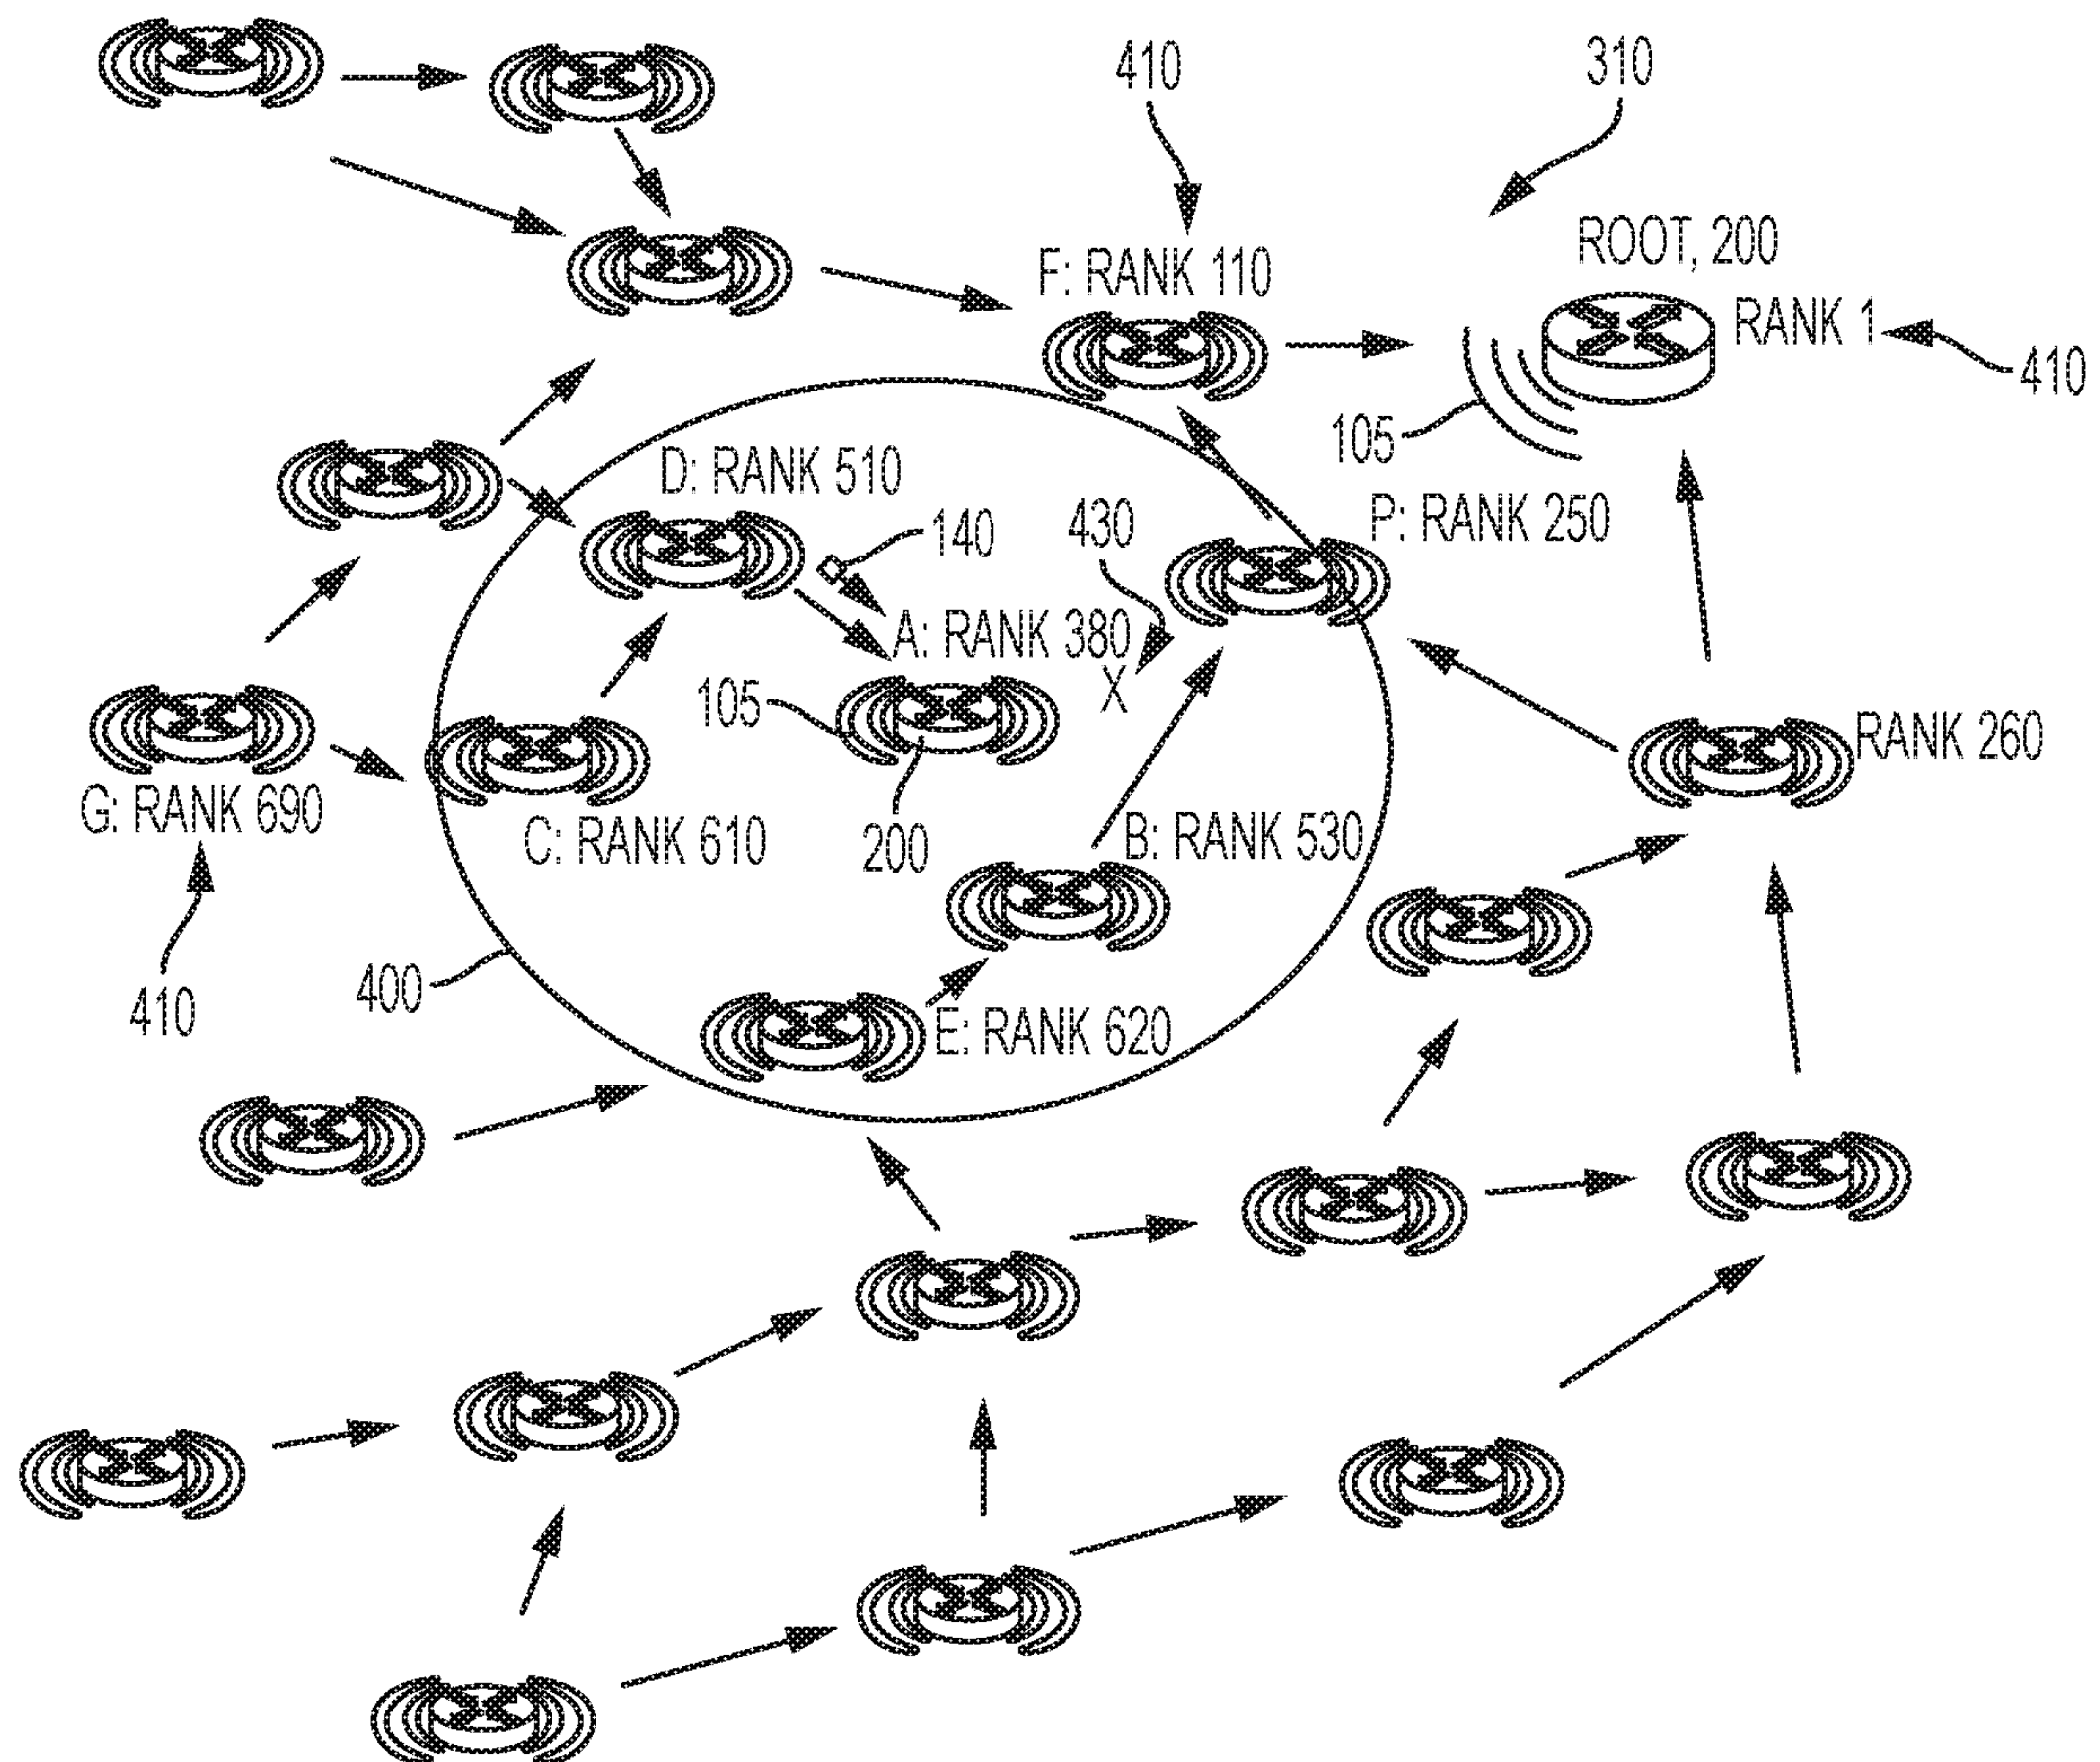 410
310
ROOT, 200
F: RANK 110
RANK 1
410
105
D: RANK 510
P: RANK 250
430
140
A: RANK 380
X
105
RANK 260
G: RANK 690
C: RANK 610
200
B: RANK 530
400
410
E: RANK 620